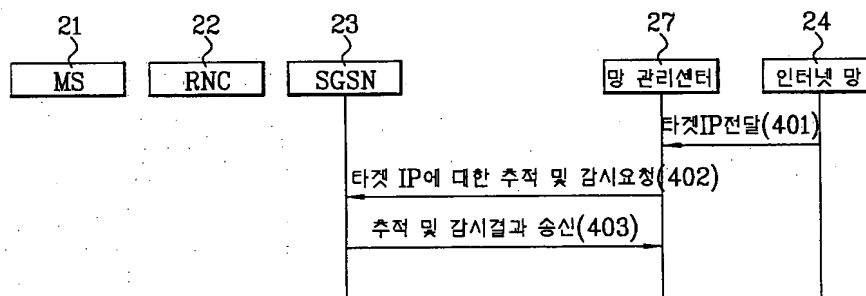 21 22 23 27 24
MS RNC SGSN 망 관리센터 인터넷 망
타겟IP전달(401)
타겟 IP에 대한 추적 및 감시요청(402)
추적 및 감시결과 송신(403)